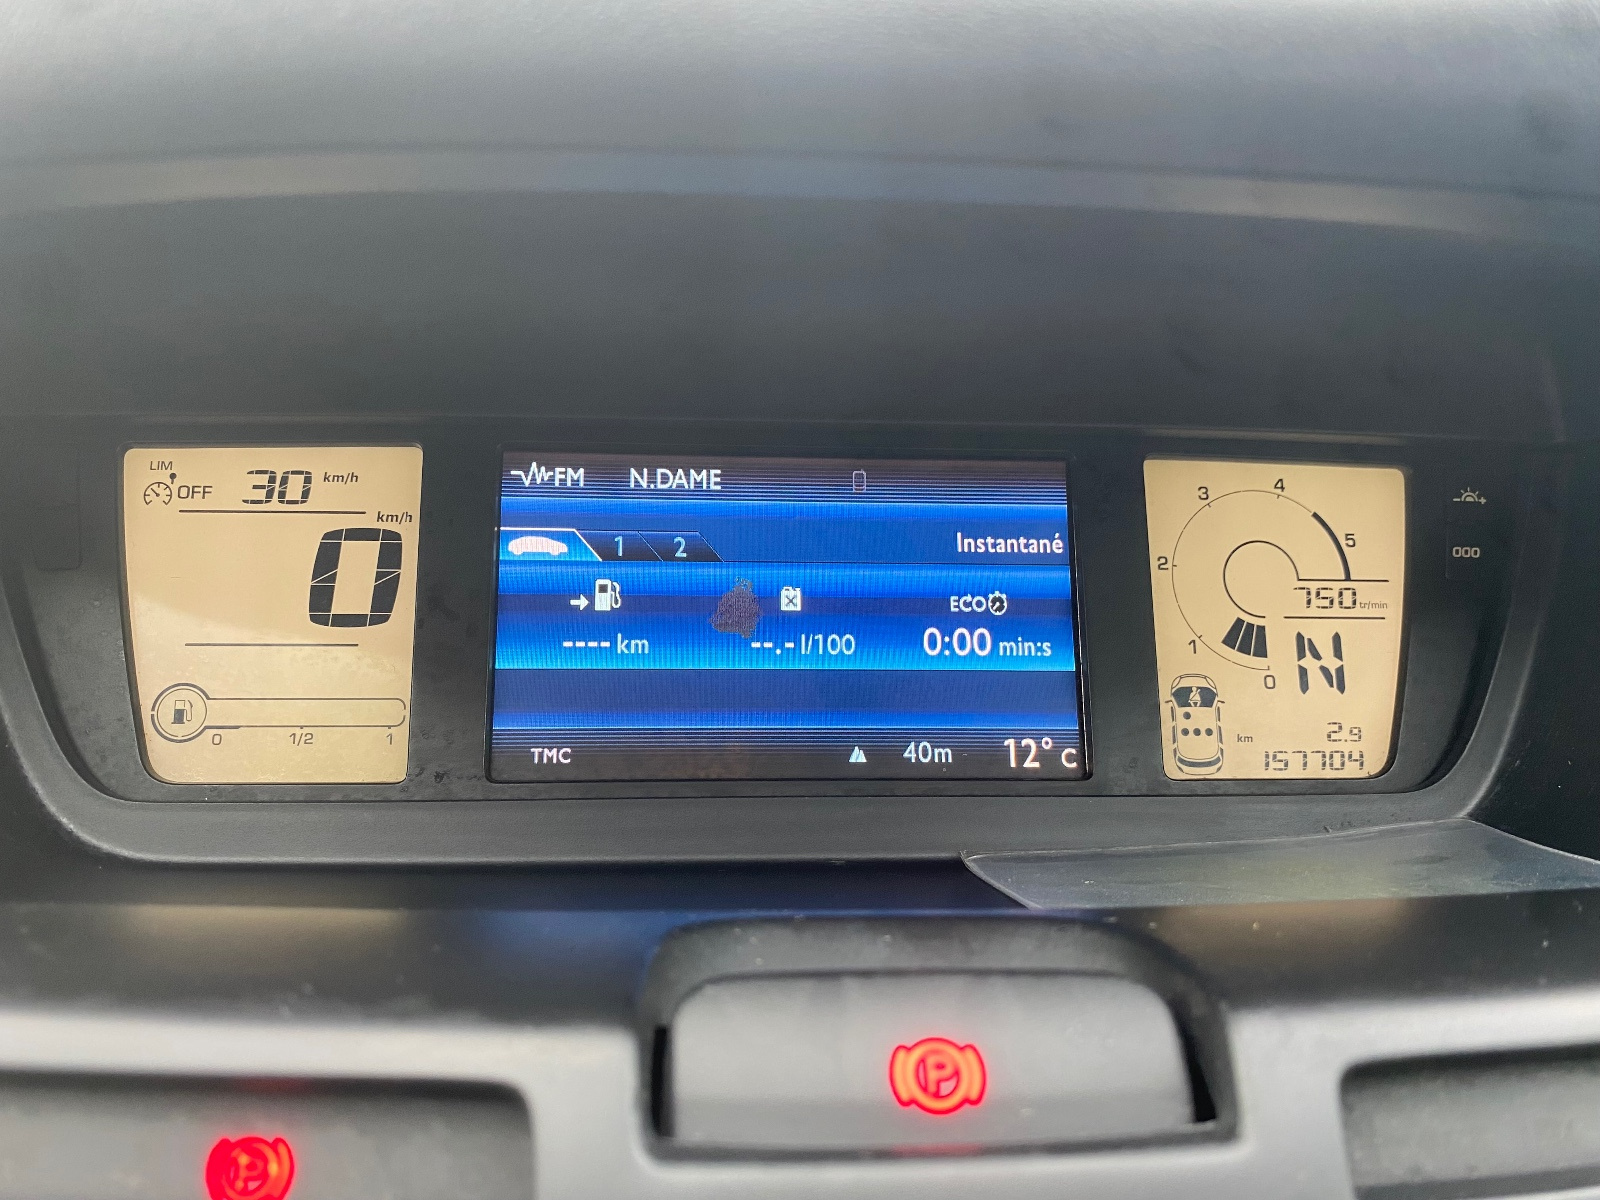 LIM
OFF 30 km/h
km/h
0
0 1/2 1
FM N.DAME
1 2 Instantané
ECO
---- km --.- l/100 0:00 min:s
TMC 40m 12° C
0 1 2 3 4 5
750 tr/min
N
km 2.9
157704
- +
000
P
P